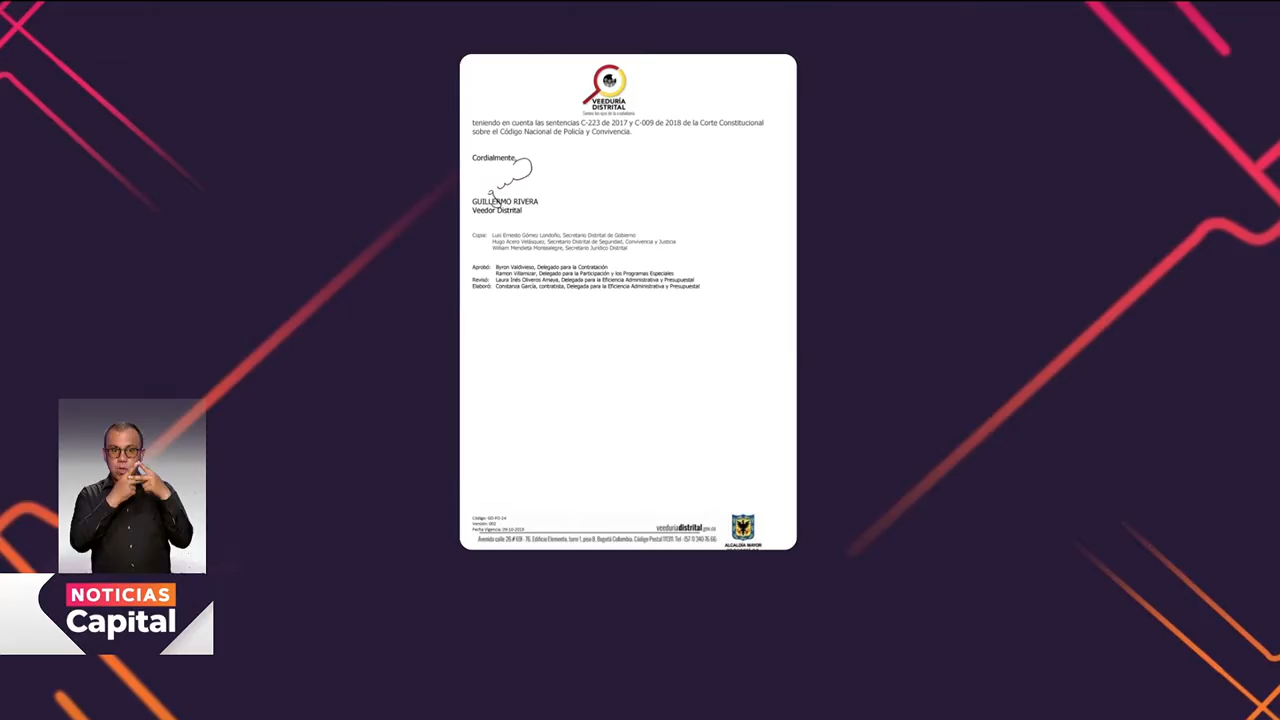 VEEDURÍA
DISTRITAL
teniendo en cuenta las sentencias C-223 de 2017 y C-009 de 2018 de la Corte Constitucional
sobre el Código Nacional de Policía y Convivencia.
Cordialmente,
GUILLERMO RIVERA
Veedor Distrital
Copia: Luis Ernesto Gómez Londoño, Secretario Distrital de Gobierno
Hugo Acero Velásquez, Secretario Distrital de Seguridad, Convivencia y Justicia
William Mendieta Montealegre, Secretario Jurídico Distrital
Aprobó: Byron Valdivieso, Delegado para la Contratación
Ramon Villamizar, Delegado para la Participación y los Programas Especiales
Revisó: Laura Inés Oliveros Amaya, Delegada para la Eficiencia Administrativa y Presupuestal
Elaboró: Constanza García, contratista, Delegada para la Eficiencia Administrativa y Presupuestal
Versión: 002
veeduriadistrital.gov.co
ALCALDÍA MAYOR
NOTICIAS
Capital